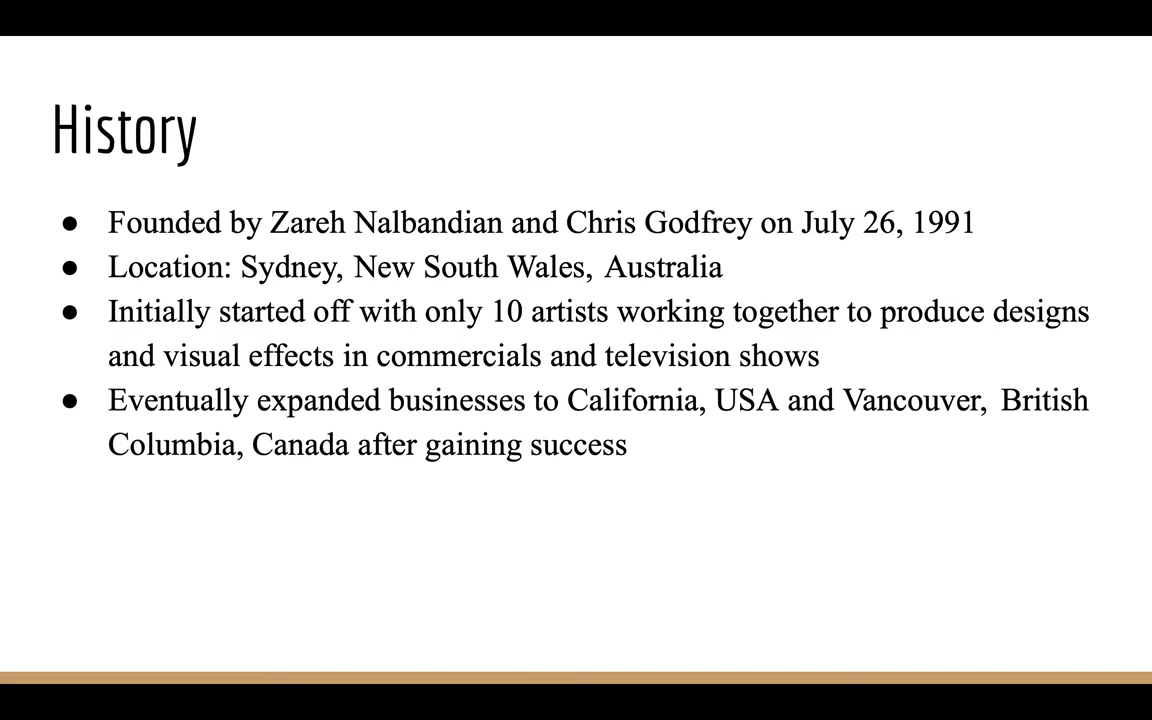 History
● Founded by Zareh Nalbandian and Chris Godfrey on July 26, 1991
● Location: Sydney, New South Wales, Australia
● Initially started off with only 10 artists working together to produce designs
and visual effects in commercials and television shows
● Eventually expanded businesses to California, USA and Vancouver, British
Columbia, Canada after gaining success